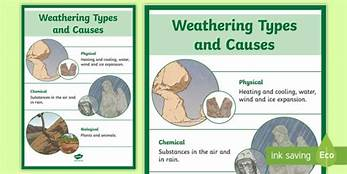 Weathering Types
and Causes
Physical
Heating and cooling, water,
wind and ice expansion.
Chemical
Substances in the air and
in rain.
Biological
Plants and animals.
Weathering Types
and Causes
Physical
Heating and cooling, water,
wind and ice expansion.
Chemical
Substances in the air and
in rain.
ink saving
Eco